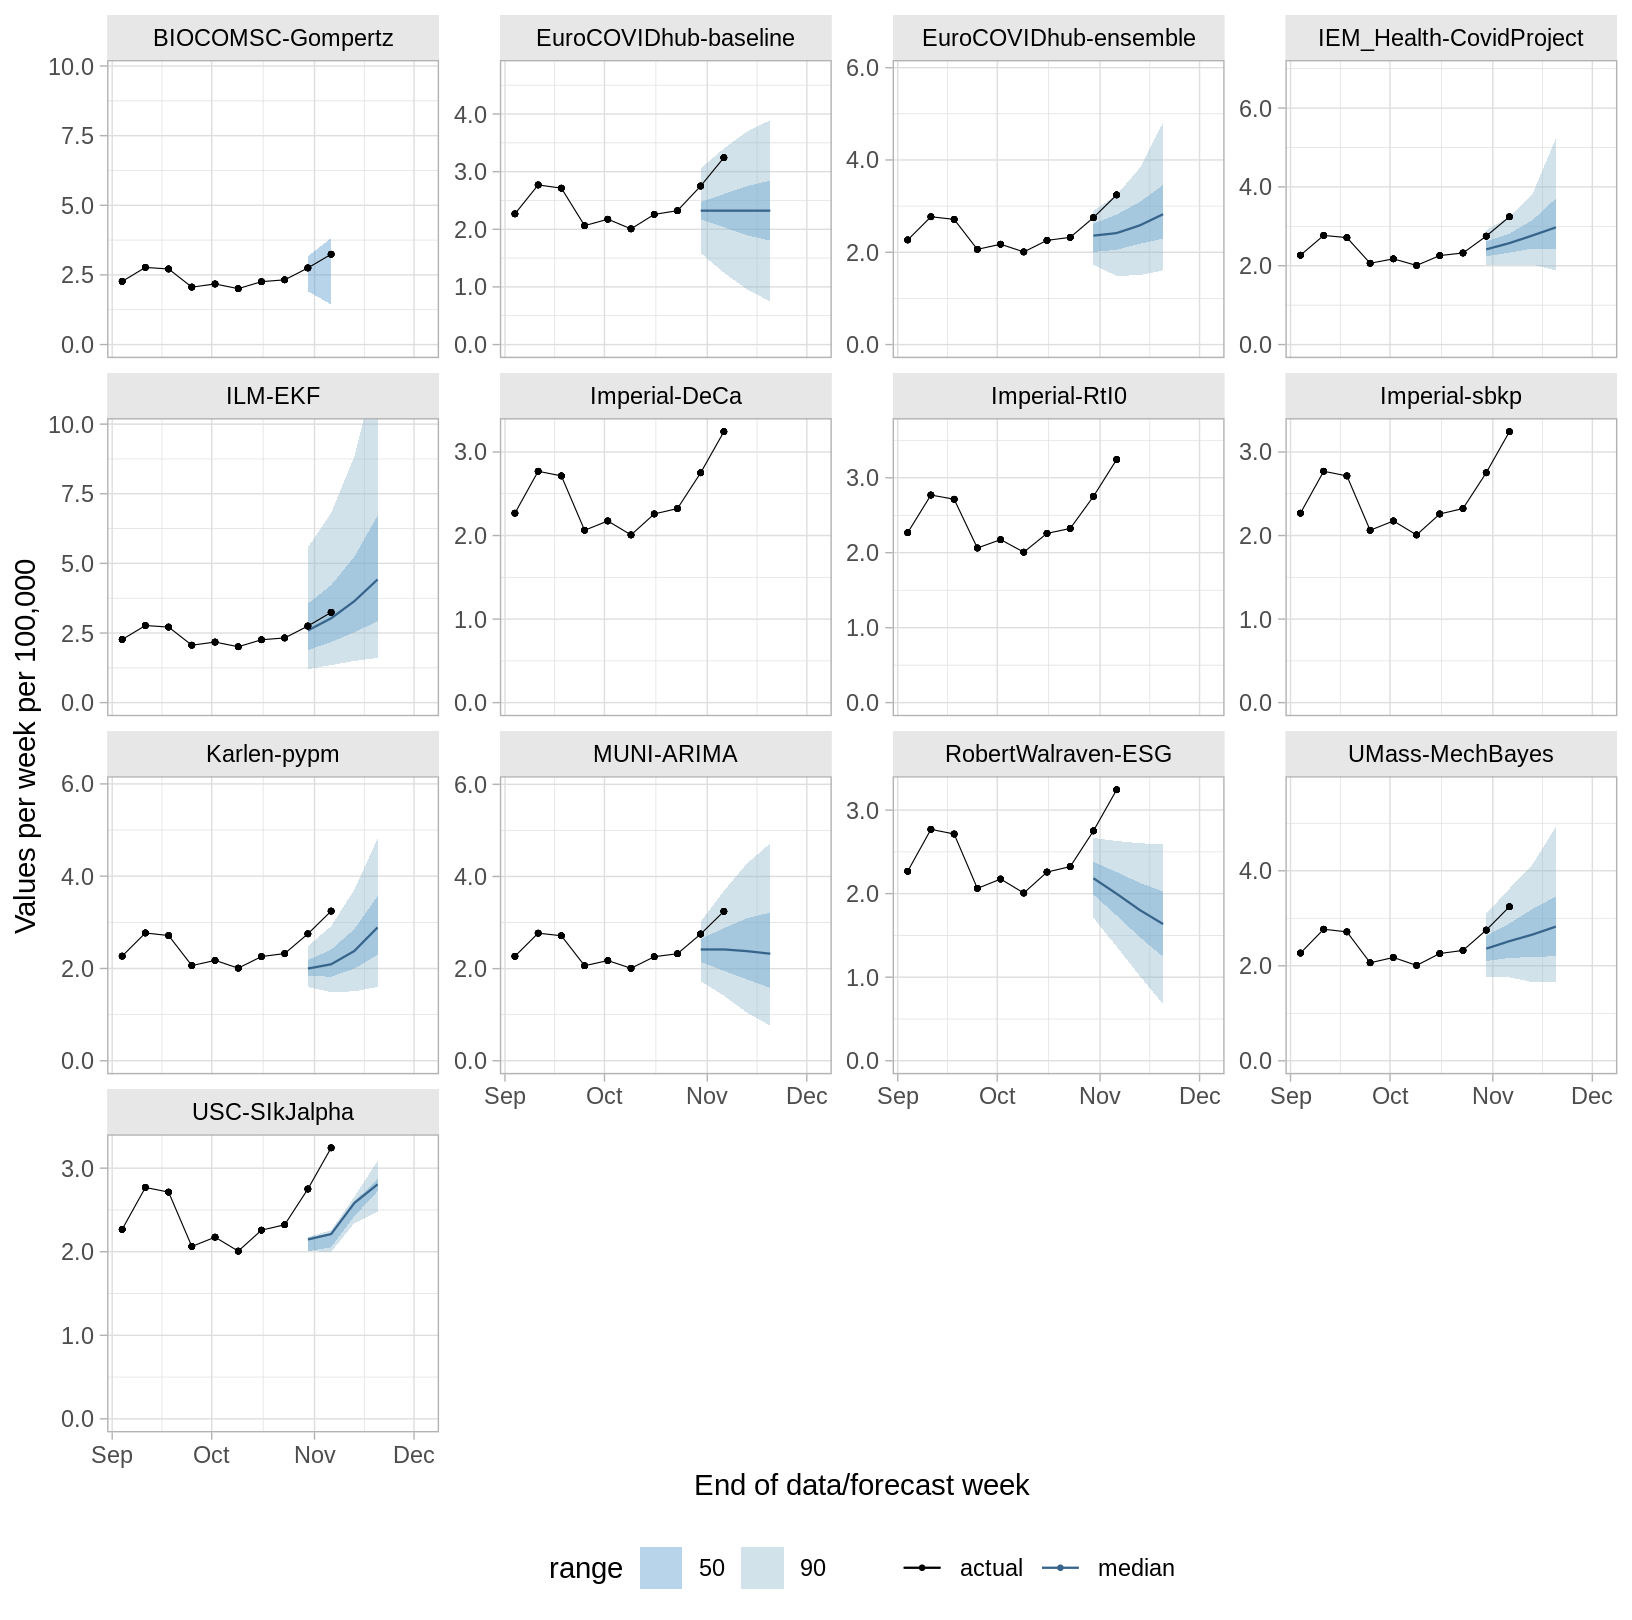 BIOCOMSC-Gompertz
EuroCOVIDhub-baseline
EuroCOVIDhub-ensemble
IEM_Health-CovidProject
10.0
7.5
5.0
2.5
0.0
4.0
3.0
2.0
1.0
0.0
6.0
4.0
2.0
0.0
6.0
4.0
2.0
0.0
ILM-EKF
Imperial-DeCa
Imperial-RtI0
Imperial-sbkp
10.0
7.5
5.0
2.5
0.0
3.0
2.0
1.0
0.0
3.0
2.0
1.0
0.0
3.0
2.0
1.0
0.0
Values per week per 100,000
Karlen-pypm
MUNI-ARIMA
RobertWalraven-ESG
UMass-MechBayes
6.0
4.0
2.0
0.0
6.0
4.0
2.0
0.0
3.0
2.0
1.0
0.0
4.0
2.0
0.0
Sep Oct Nov Dec
Sep Oct Nov Dec
Sep Oct Nov Dec
USC-SIkJalpha
3.0
2.0
1.0
0.0
Sep Oct Nov Dec
End of data/forecast week
range 50 90 actual median